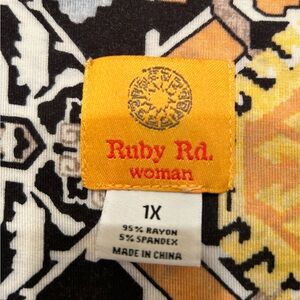 Ruby Rd.
woman
1X
95% RAYON
5% SPANDEX
MADE IN CHINA